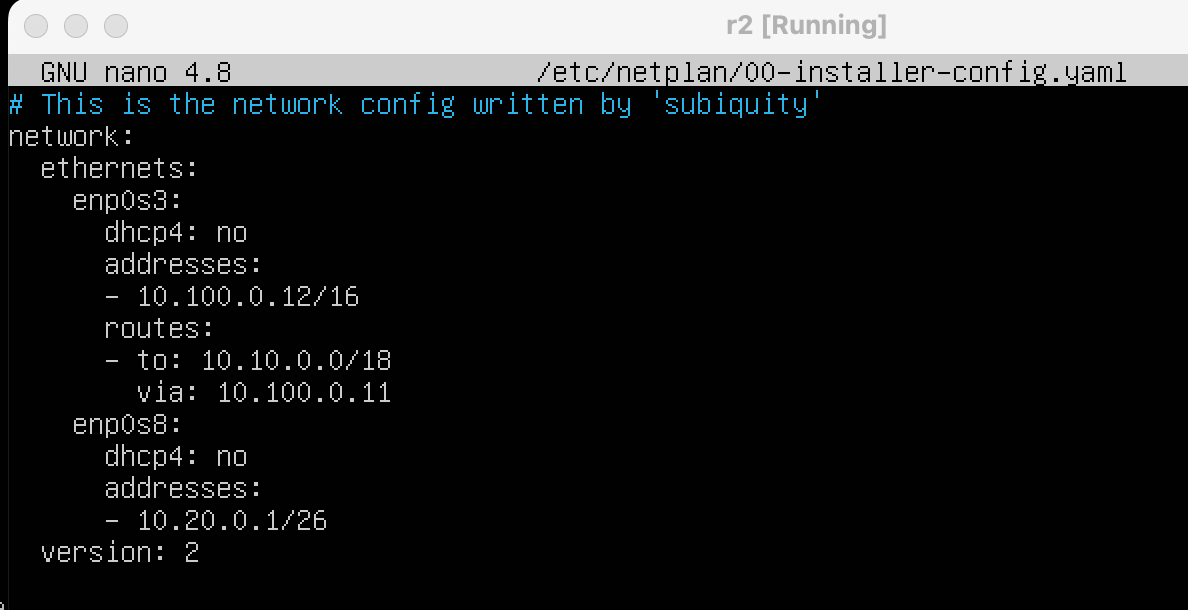 r2 [Running]
GNU nano 4.8 /etc/netplan/00-installer-config.yaml
# This is the network config written by 'subiquity'
network:
  ethernets:
    enp0s3:
      dhcp4: no
      addresses:
      - 10.100.0.12/16
      routes:
      - to: 10.10.0.0/18
        via: 10.100.0.11
    enp0s8:
      dhcp4: no
      addresses:
      - 10.20.0.1/26
  version: 2